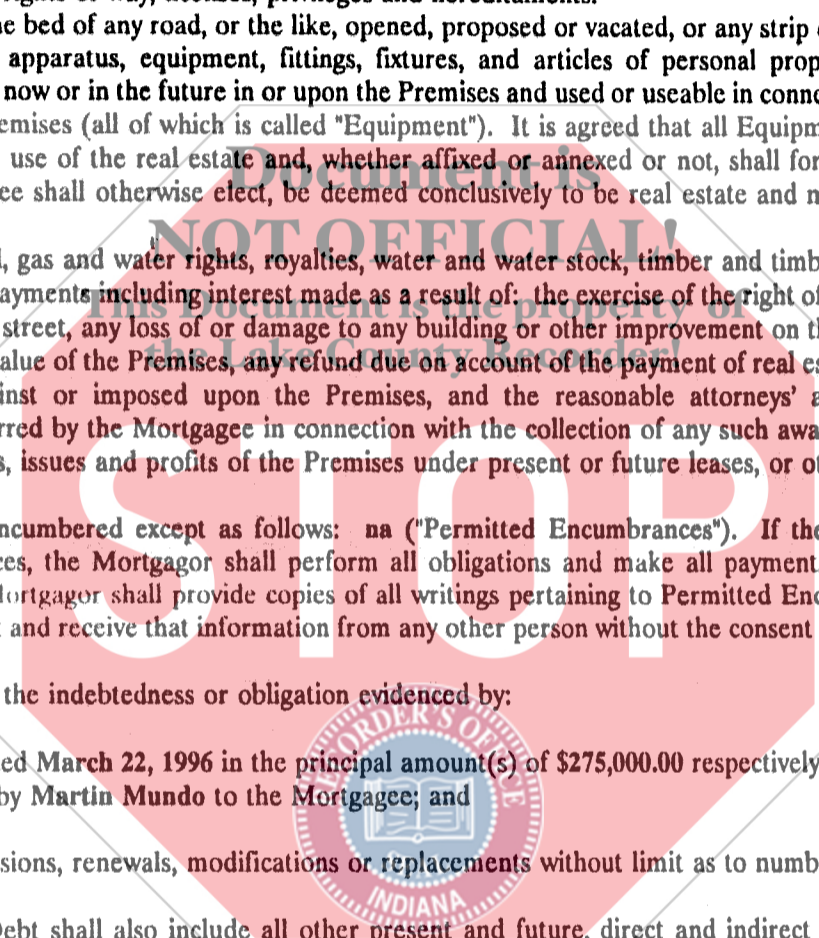 he bed of any road, or the like, opened, proposed or vacated, or any strip
apparatus, equipment, fittings, fixtures, and articles of personal prop
now or in the future in or upon the Premises and used or useable in conn
emises (all of which is called "Equipment"). It is agreed that all Equipm
use of the real estate and, whether affixed or annexed or not, shall for
Document is
ee shall otherwise elect, be deemed conclusively to be real estate and m
NOT OFFICIAL!
, gas and water rights, royalties, water and water stock, timber and timb
ayments including interest made as a result of: the exercise of the right of
This Document is the property of
street, any loss of or damage to any building or other improvement on th
the Lake County Recorder!
alue of the Premises, any refund due on account of the payment of real es
inst or imposed upon the Premises, and the reasonable attorneys' a
rred by the Mortgagee in connection with the collection of any such awa
s, issues and profits of the Premises under present or future leases, or ot
STOP
ncumbered except as follows: na ("Permitted Encumbrances"). If the
ces, the Mortgagor shall perform all obligations and make all payment
Mortgagor shall provide copies of all writings pertaining to Permitted Enc
and receive that information from any other person without the consent
the indebtedness or obligation evidenced by:
RECORDER'S OFFICE
ed March 22, 1996 in the principal amount(s) of $275,000.00 respectively
by Martin Mundo to the Mortgagee; and
sions, renewals, modifications or replacements without limit as to numb
INDIANA
Debt shall also include all other present and future, direct and indirect